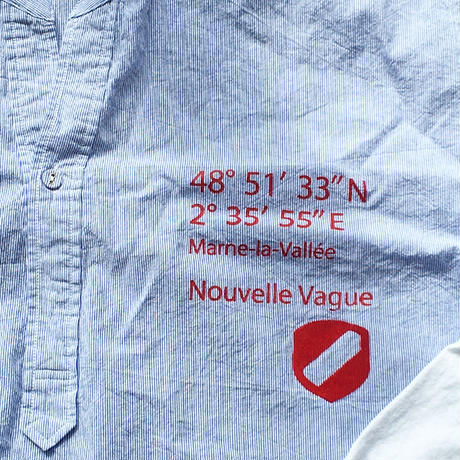 48° 51′ 33″ N
2° 35′ 55″ E
Marne-la-Vallée
Nouvelle Vague